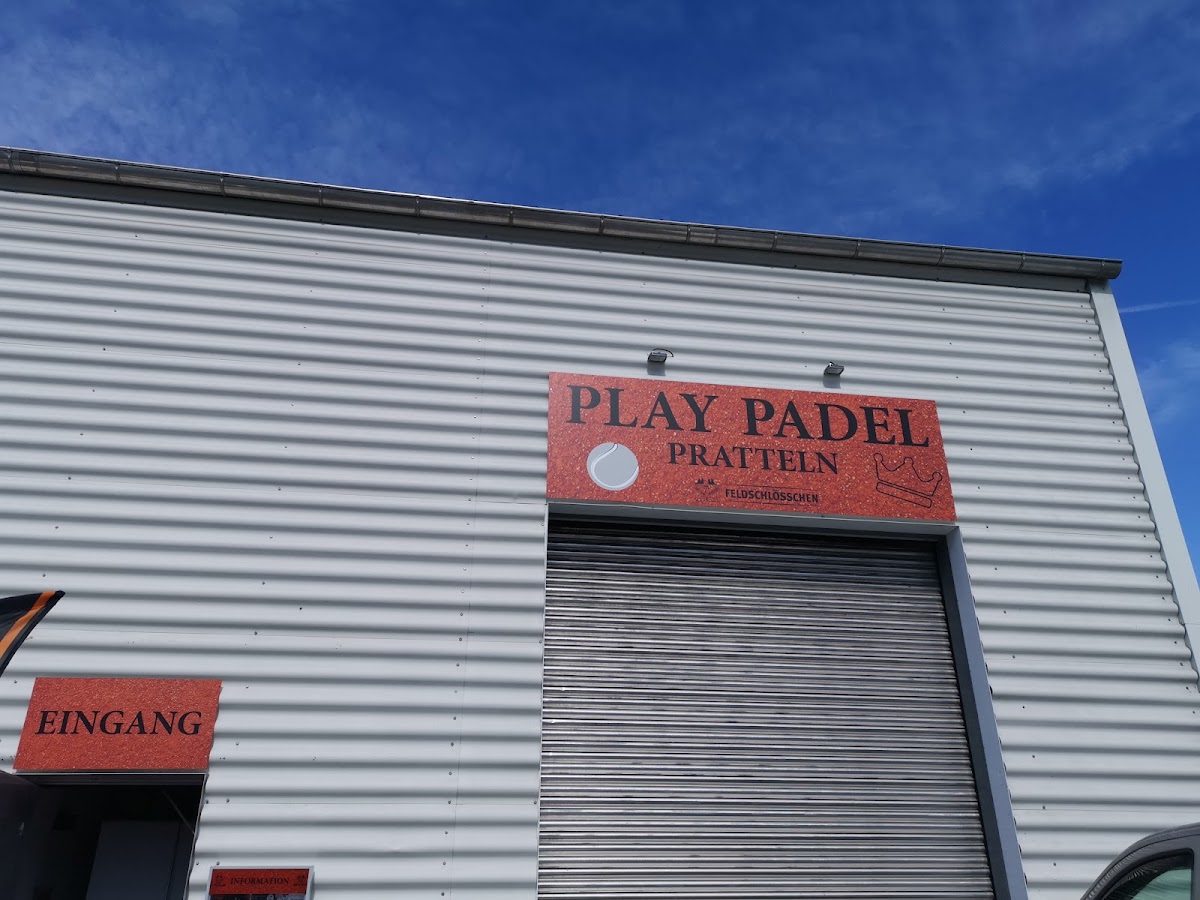 PLAY PADEL
PRATTELN
FELDSCHLÖSSCHEN
EINGANG
INFORMATION